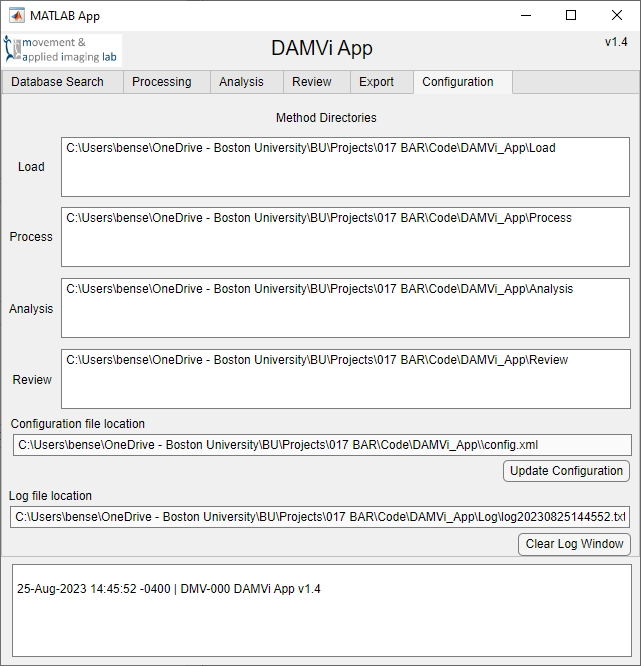 MATLAB App
movement &
applied imaging lab
DAMVi App
v1.4
Database Search
Processing
Analysis
Review
Export
Configuration
Method Directories
Load
C:\Users\bense\OneDrive - Boston University\BU\Projects\017 BAR\Code\DAMVi_App\Load
Process
C:\Users\bense\OneDrive - Boston University\BU\Projects\017 BAR\Code\DAMVi_App\Process
Analysis
C:\Users\bense\OneDrive - Boston University\BU\Projects\017 BAR\Code\DAMVi_App\Analysis
Review
C:\Users\bense\OneDrive - Boston University\BU\Projects\017 BAR\Code\DAMVi_App\Review
Configuration file location
C:\Users\bense\OneDrive - Boston University\BU\Projects\017 BAR\Code\DAMVi_App\\config.xml
Update Configuration
Log file location
C:\Users\bense\OneDrive - Boston University\BU\Projects\017 BAR\Code\DAMVi_App\Log\log20230825144552.txt
Clear Log Window
25-Aug-2023 14:45:52 -0400 | DMV-000 DAMVi App v1.4